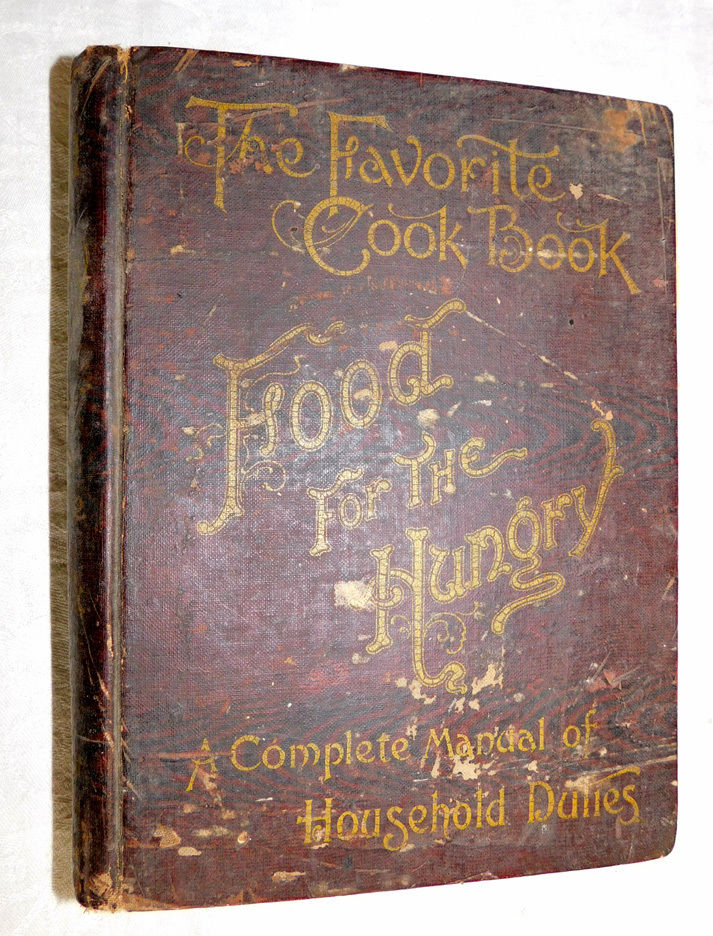 The Favorite
Cook Book
Food
For The
Hungry
A Complete Manual of
Household Duties